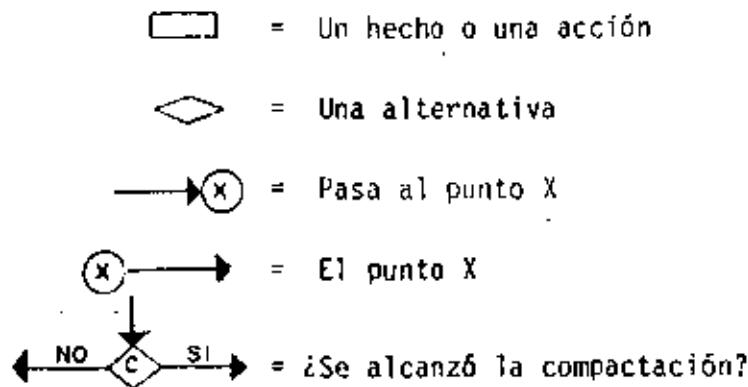 = Un hecho o una acción
= Una alternativa
X = Pasa al punto X
X = El punto X
NO C SI = ¿Se alcanzó la compactación?